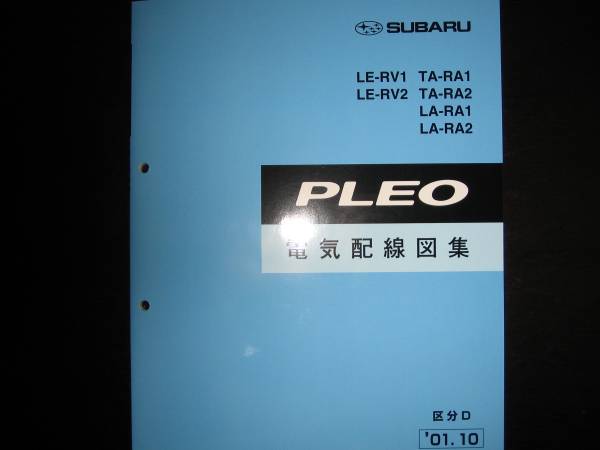 SUBARU
LE-RV1 TA-RA1
LE-RV2 TA-RA2
LA-RA1
LA-RA2
PLEO
電気配線図集
区分D
'01.10